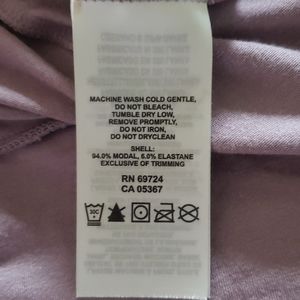 MACHINE WASH COLD GENTLE,
DO NOT BLEACH,
TUMBLE DRY LOW,
REMOVE PROMPTLY,
DO NOT IRON,
DO NOT DRYCLEAN
SHELL:
94.0% MODAL, 6.0% ELASTANE
EXCLUSIVE OF TRIMMING
RN 69724
CA 05367
30C